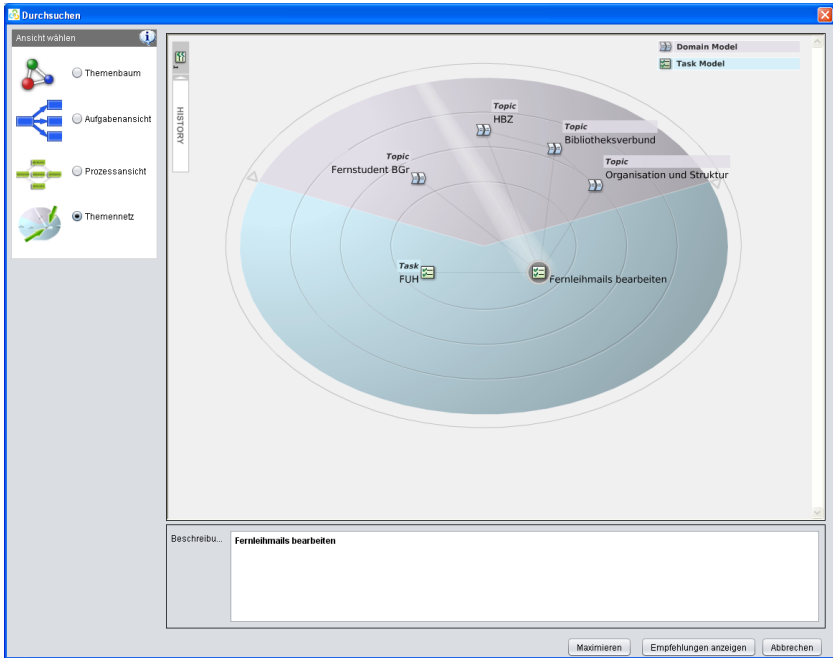 Durchsuchen
Ansicht wählen
Themenbaum
Aufgabenansicht
Prozessansicht
Themennetz
HISTORY
Domain Model
Task Model
Topic
HBZ
Topic
Bibliotheksverbund
Topic
Fernstudent BGr
Topic
Organisation und Struktur
Task
FUH
Fernleihmails bearbeiten
Beschreibu...
Fernleihmails bearbeiten
Maximieren
Empfehlungen anzeigen
Abbrechen